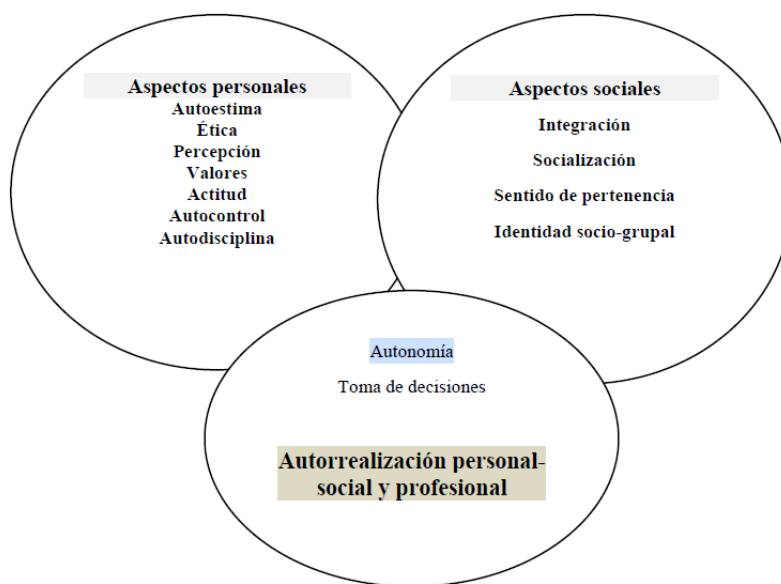 Aspectos personales
Autoestima
Ética
Percepción
Valores
Actitud
Autocontrol
Autodisciplina
Aspectos sociales
Integración
Socialización
Sentido de pertenencia
Identidad socio-grupal
Autonomía
Toma de decisiones
Autorrealización personal-
social y profesional